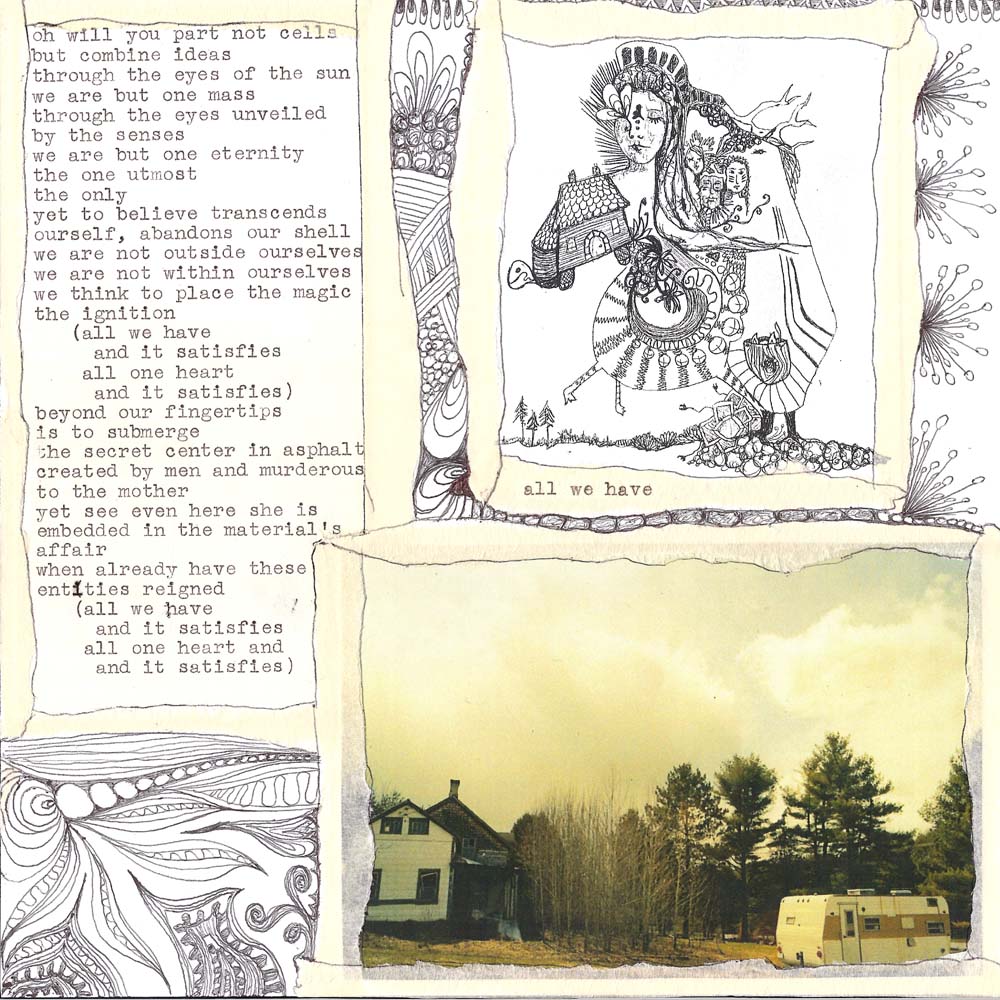 oh will you part not cells
but combine ideas
through the eyes of the sun
we are but one mass
through the eyes unveiled
by the senses
we are but one eternity
the one utmost
the only
yet to believe transcends
ourself, abandons our shell
we are not outside ourselves
we are not within ourselves
we think to place the magic
the ignition
(all we have
and it satisfies
all one heart
and it satisfies)
beyond our fingertips
is to submerge
the secret center in asphalt
created by men and murderous
to the mother
yet see even here she is
embedded in the material's
affair
when already have these
entities reigned
(all we have
and it satisfies
all one heart and
and it satisfies)
all we have